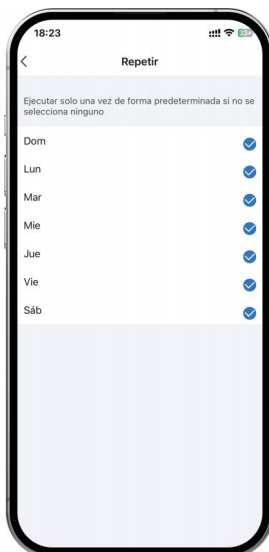 18:23
Repetir
Ejecutar solo una vez de forma predeterminada si no se
selecciona ninguno
Dom
Lun
Mar
Mie
Jue
Vie
Sáb